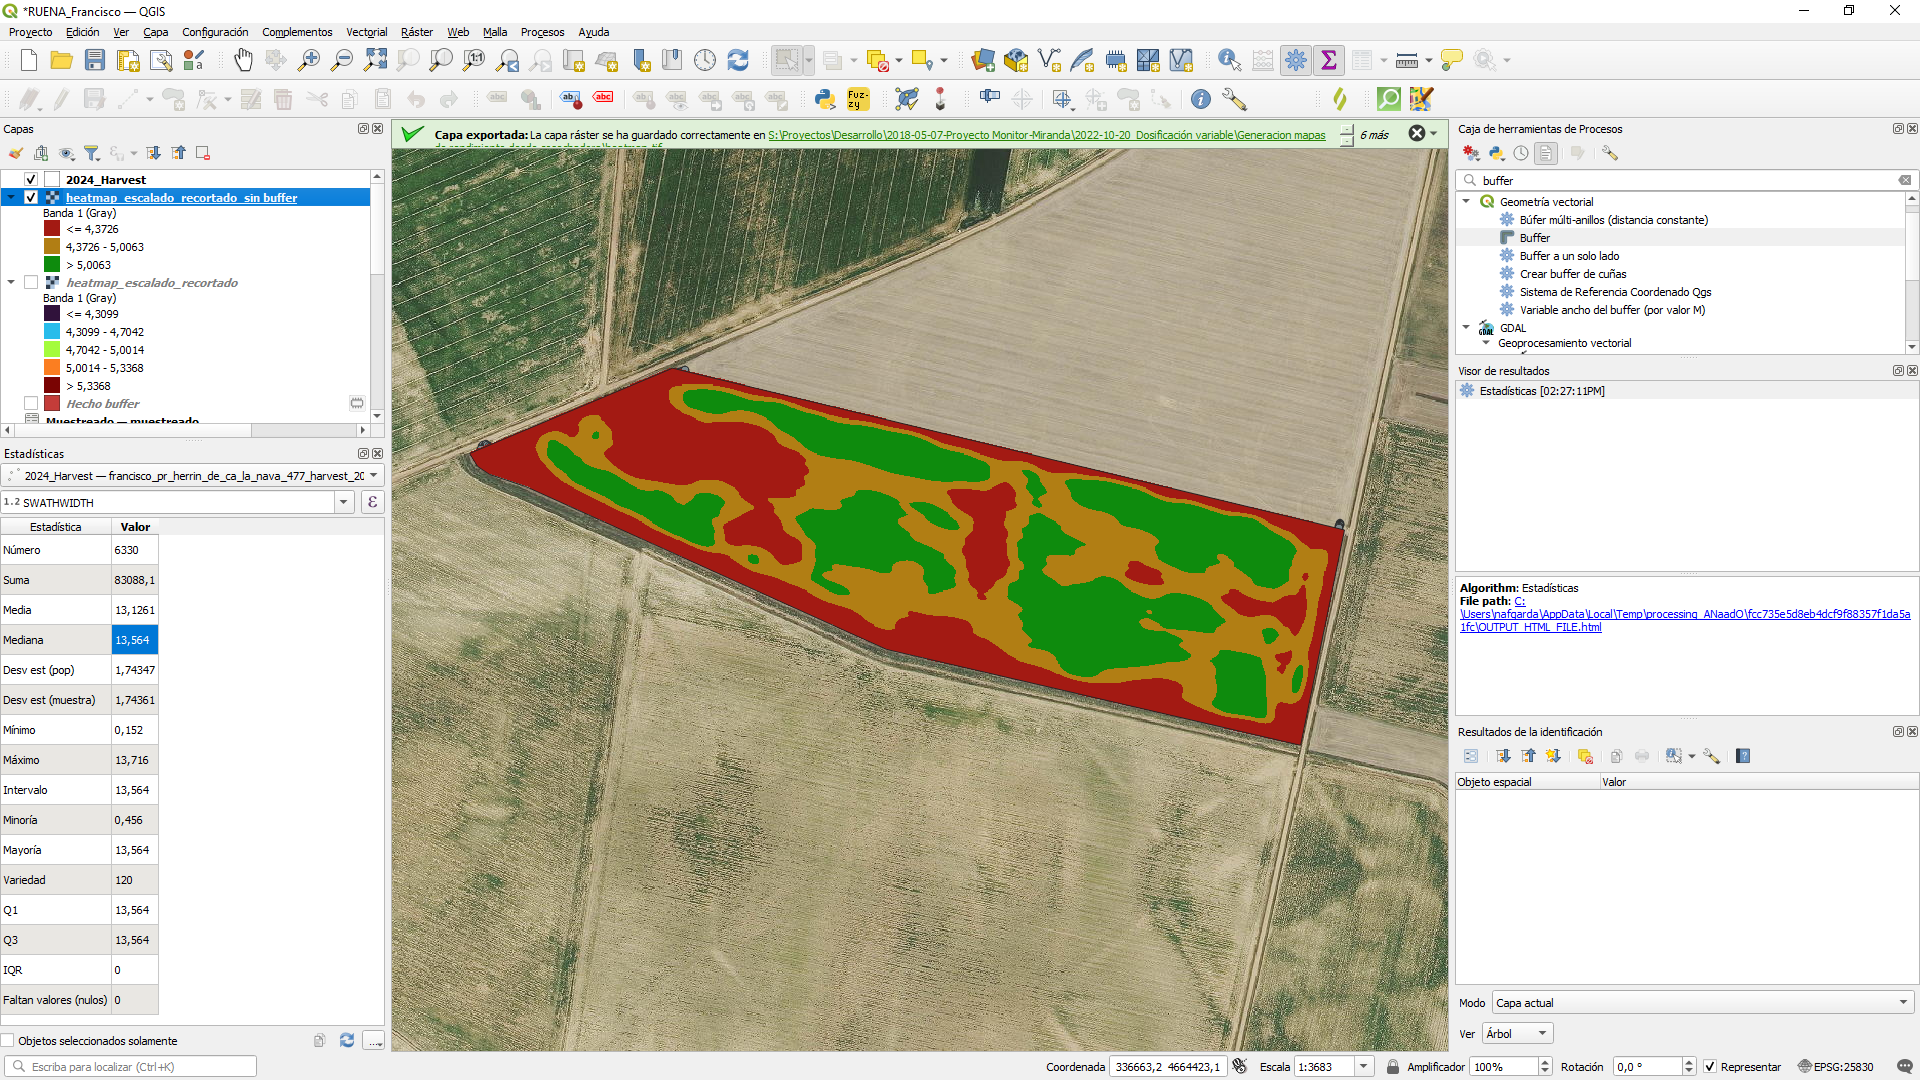 *RUENA_Francisco — QGIS
Proyecto Edición Ver Capa Configuración Complementos Vectorial Ráster Web Malla Procesos Ayuda
Capas
Capa exportada: La capa ráster se ha guardado correctamente en S:\Proyectos\Desarrollo\2018-05-07-Proyecto Monitor-Miranda\2022-10-20_Dosificación variable\Generacion mapas
6 más
2024_Harvest
heatmap_escalado_recortado_sin buffer
Banda 1 (Gray)
<= 4,3726
4,3726 - 5,0063
> 5,0063
heatmap_escalado_recortado
Banda 1 (Gray)
<= 4,3099
4,3099 - 4,7042
4,7042 - 5,0014
5,0014 - 5,3368
> 5,3368
Hecho buffer
Muestreado — muestreado
Estadísticas
2024_Harvest — francisco_pr_herrin_de_ca_la_nava_477_harvest_20
1.2 SWATHWIDTH
ε
Estadística Valor
Número 6330
Suma 83088,1
Media 13,1261
Mediana 13,564
Desv est (pop) 1,74347
Desv est (muestra) 1,74361
Mínimo 0,152
Máximo 13,716
Intervalo 13,564
Minoría 0,456
Mayoría 13,564
Variedad 120
Q1 13,564
Q3 13,564
IQR 0
Faltan valores (nulos) 0
Objetos seleccionados solamente
...
Escriba para localizar (Ctrl+K)
Caja de herramientas de Procesos
buffer
Geometría vectorial
Búfer múlti-anillos (distancia constante)
Buffer
Buffer a un solo lado
Crear buffer de cuñas
Sistema de Referencia Coordenado Qgs
Variable ancho del buffer (por valor M)
GDAL
Geoprocesamiento vectorial
Visor de resultados
Estadísticas [02:27:11PM]
Algorithm: Estadísticas
File path: C:
\Users\nafgarda\AppData\Local\Temp\processing_ANaadO\fcc735e5d8eb4dcf9f88357f1da5a
1fc\OUTPUT_HTML_FILE.html
Resultados de la identificación
Objeto espacial Valor
Modo Capa actual
Ver Árbol
Coordenada 336663,2 4664423,1 Escala 1:3683 Amplificador 100% Rotación 0,0 ° Representar EPSG:25830